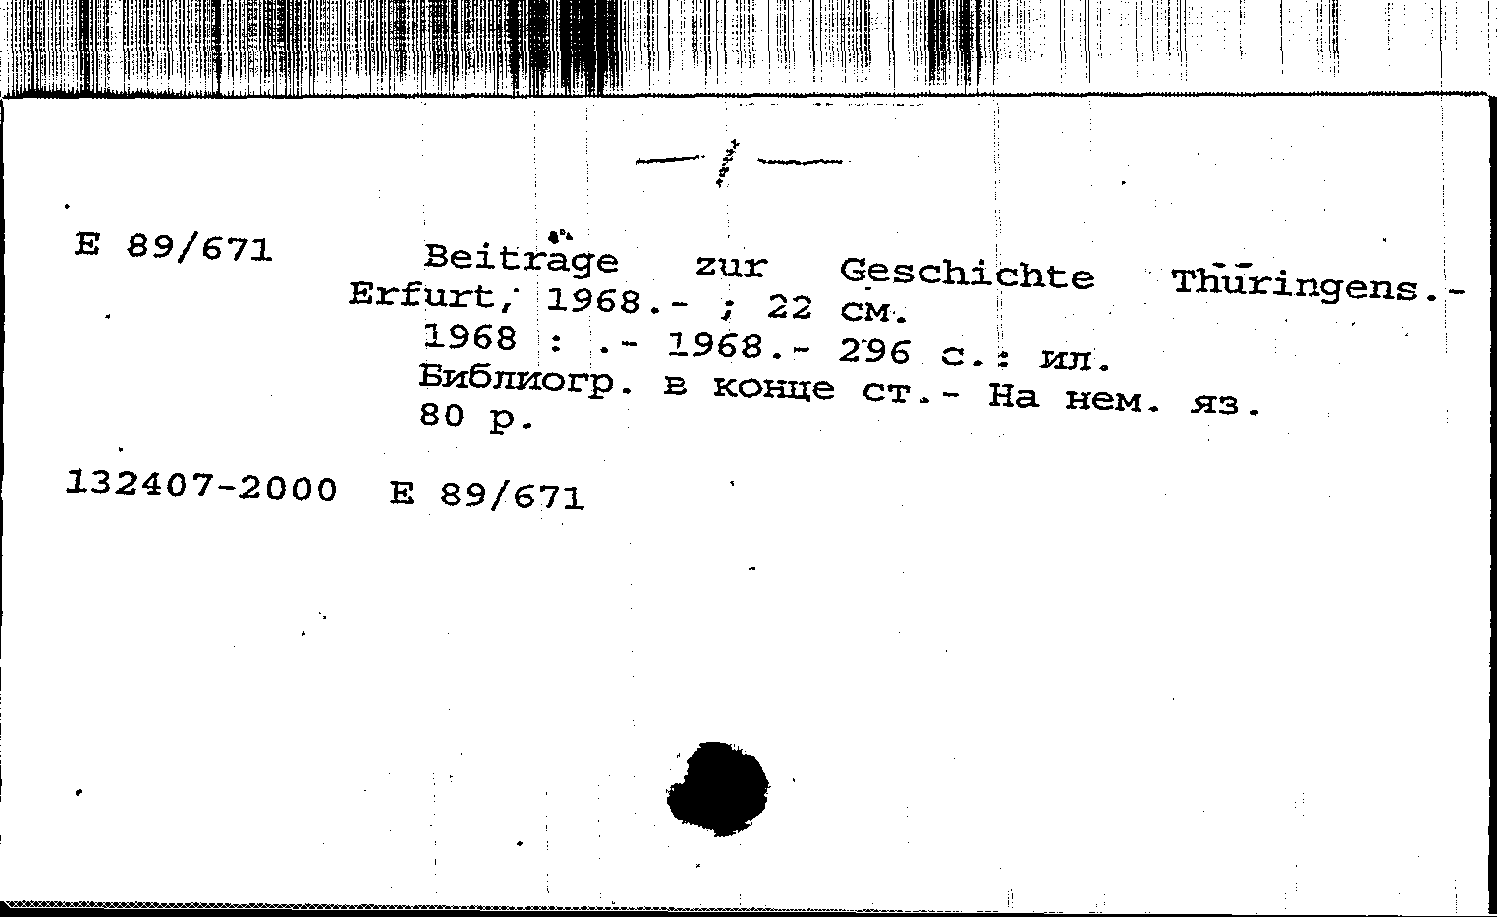 E 89/671 Beiträge zur Geschichte Thüringens.-
Erfurt, 1968.- ; 22 см.
1968 : .- 1968.- 296 с.: ил.
Библиогр. в конце ст.- На нем. яз.
80 р.
132407-2000 E 89/671